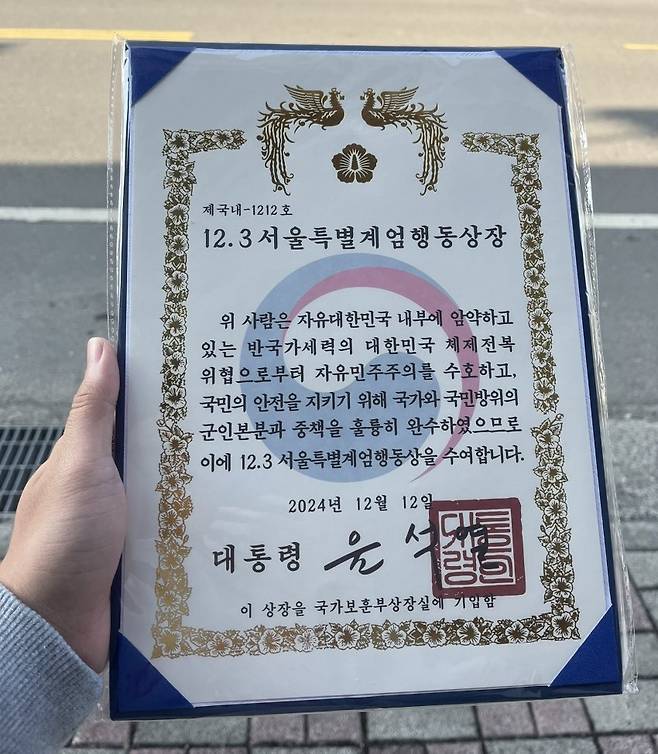 제국내-1212호
12.3 서울특별계엄행동상장
위 사람은 자유대한민국 내부에 암약하고
있는 반국가세력의 대한민국 체제전복
위협으로부터 자유민주주의를 수호하고,
국민의 안전을 지키기 위해 국가와 국민방위의
군인본분과 중책을 훌륭히 완수하였으므로
이에 12.3 서울특별계엄행동상을 수여합니다.
2024년 12월 12일
대통령 윤석열
이 상장을 국가보훈부상장실에 기입함